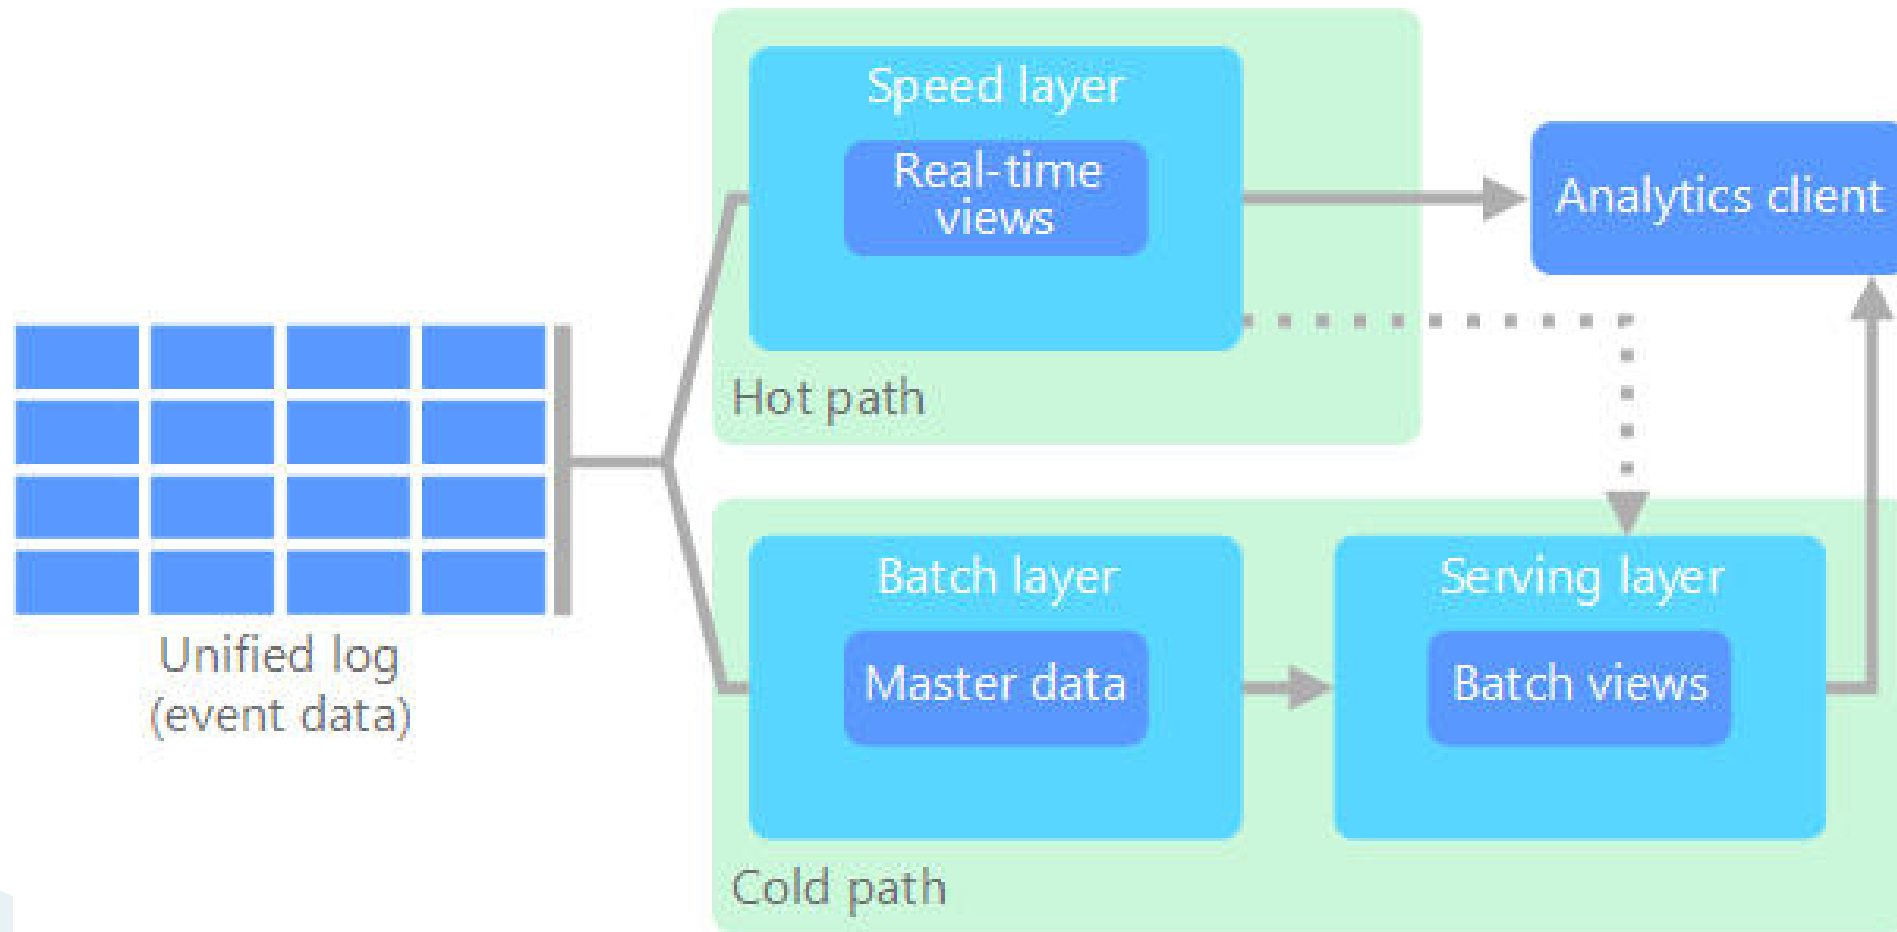 Speed layer
Real-time
views
Analytics client
Hot path
Unified log
(event data)
Batch layer
Master data
Serving layer
Batch views
Cold path